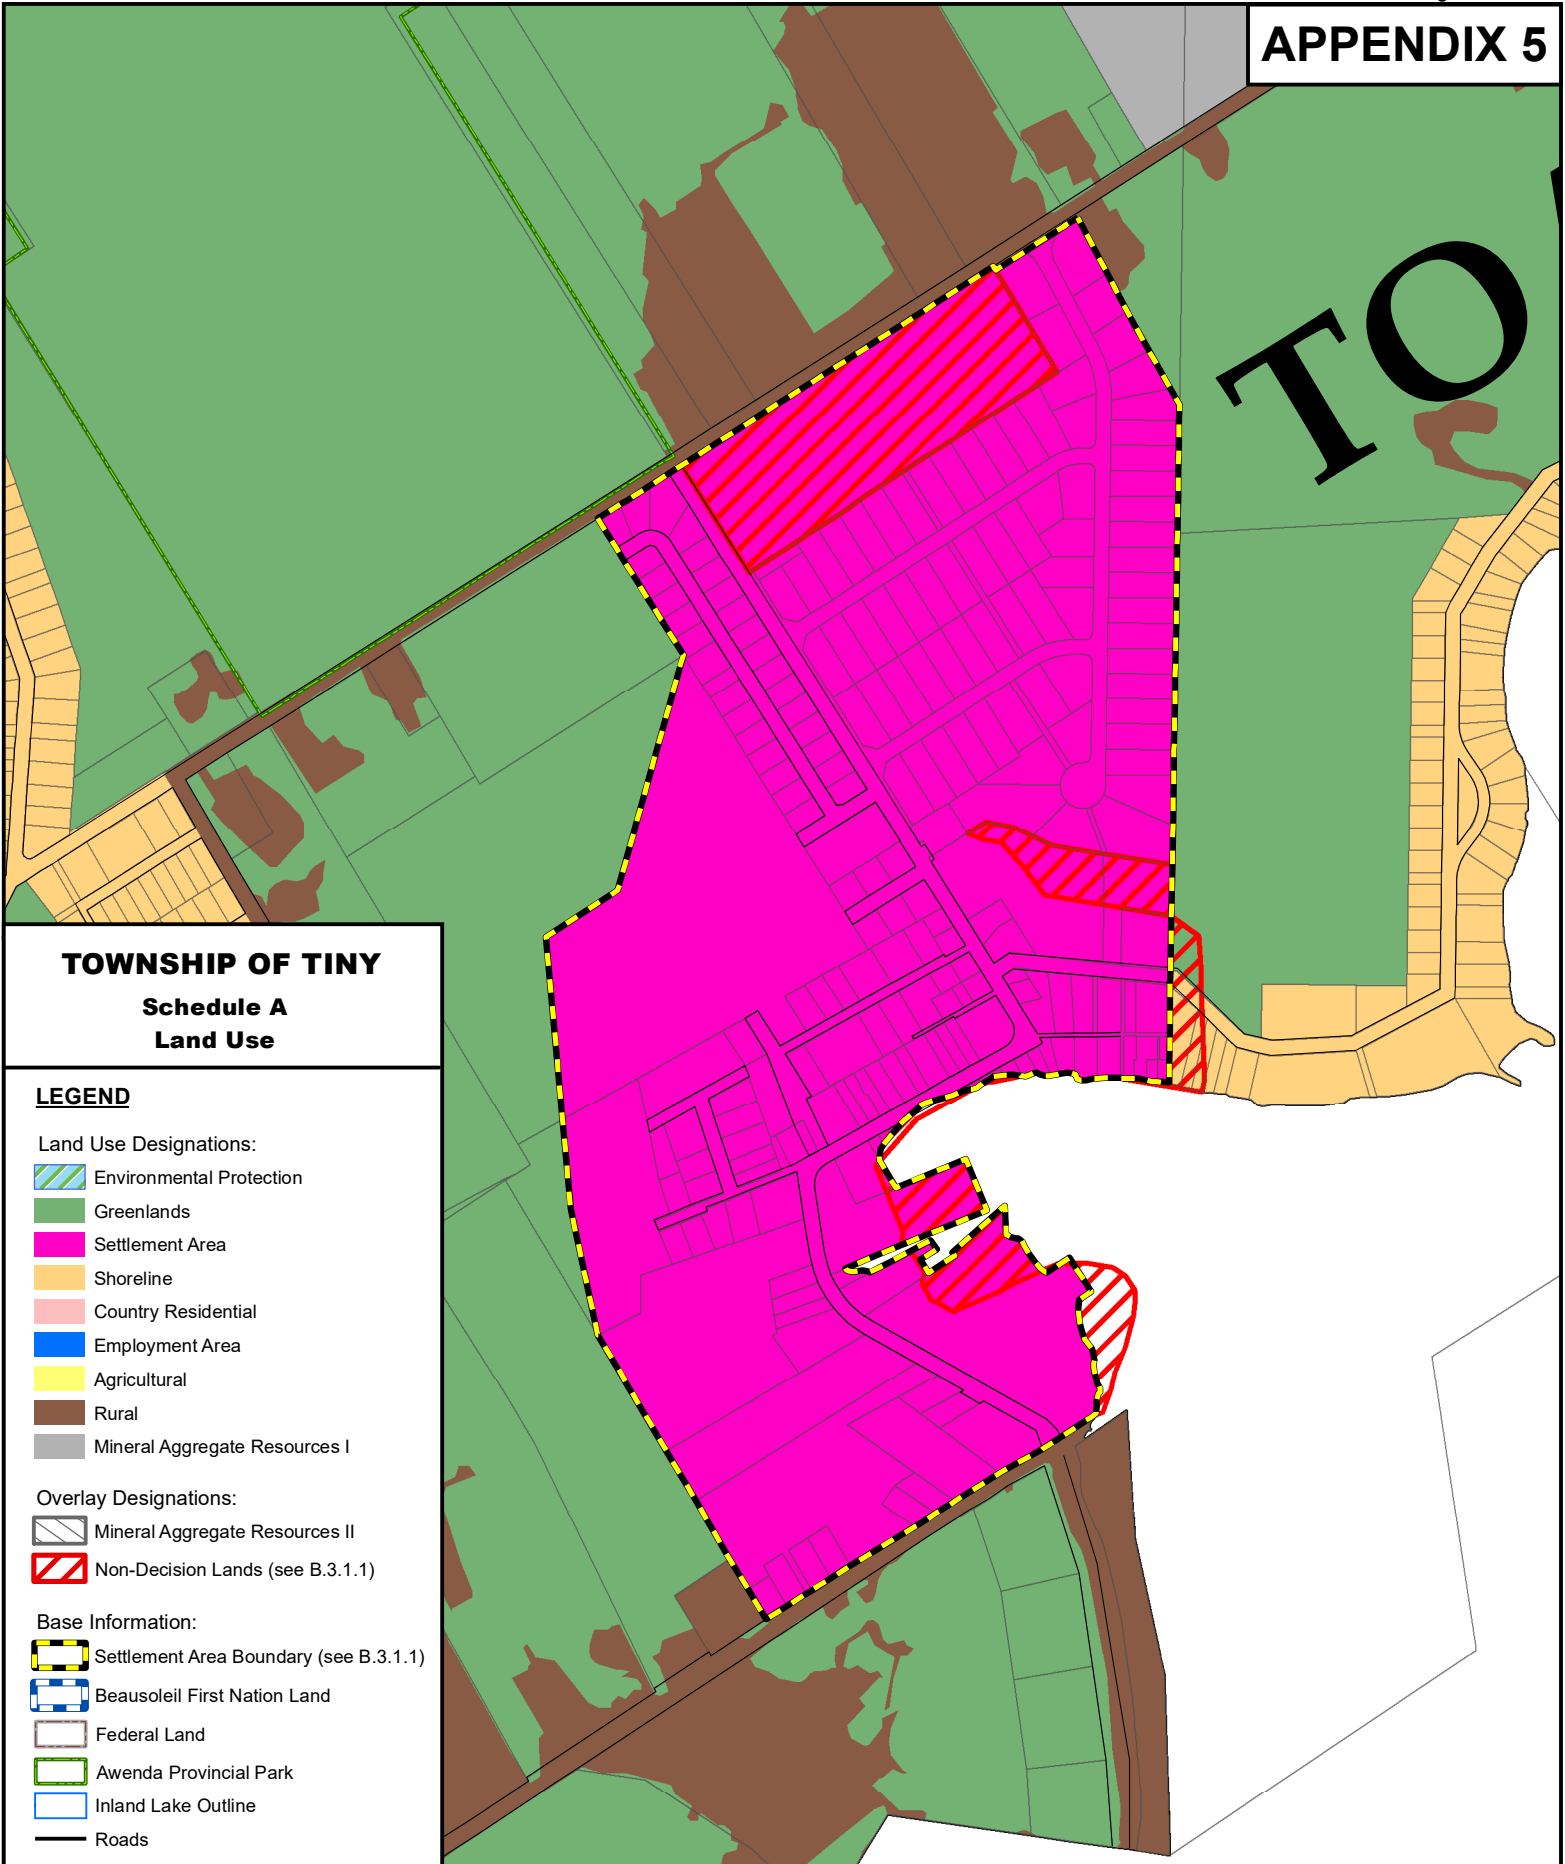 APPENDIX 5
TO
TOWNSHIP OF TINY
Schedule A
Land Use
LEGEND
Land Use Designations:
Environmental Protection
Greenlands
Settlement Area
Shoreline
Country Residential
Employment Area
Agricultural
Rural
Mineral Aggregate Resources I
Overlay Designations:
Mineral Aggregate Resources II
Non-Decision Lands (see B.3.1.1)
Base Information:
Settlement Area Boundary (see B.3.1.1)
Beausoleil First Nation Land
Federal Land
Awenda Provincial Park
Inland Lake Outline
Roads